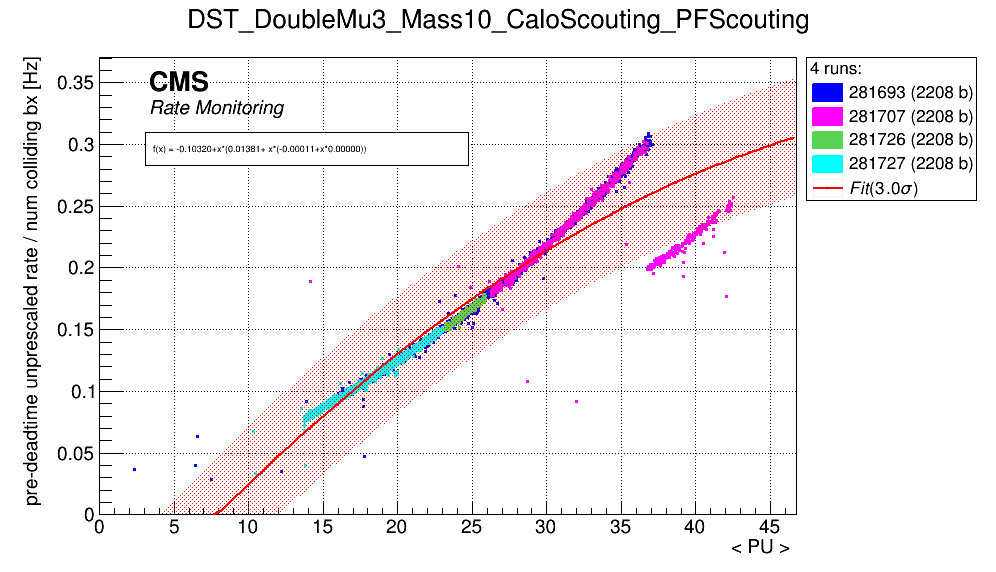 DST_DoubleMu3_Mass10_CaloScouting_PFScouting
pre-deadtime unprescaled rate / num colliding bx [Hz]
CMS
Rate Monitoring
f(x) = -0.10320+x*(0.01381+ x*(-0.00011+x*0.00000))
4 runs:
281693 (2208 b)
281707 (2208 b)
281726 (2208 b)
281727 (2208 b)
Fit(3.0σ)
0.35
0.3
0.25
0.2
0.15
0.1
0.05
0
0 5 10 15 20 25 30 35 40 45
< PU >